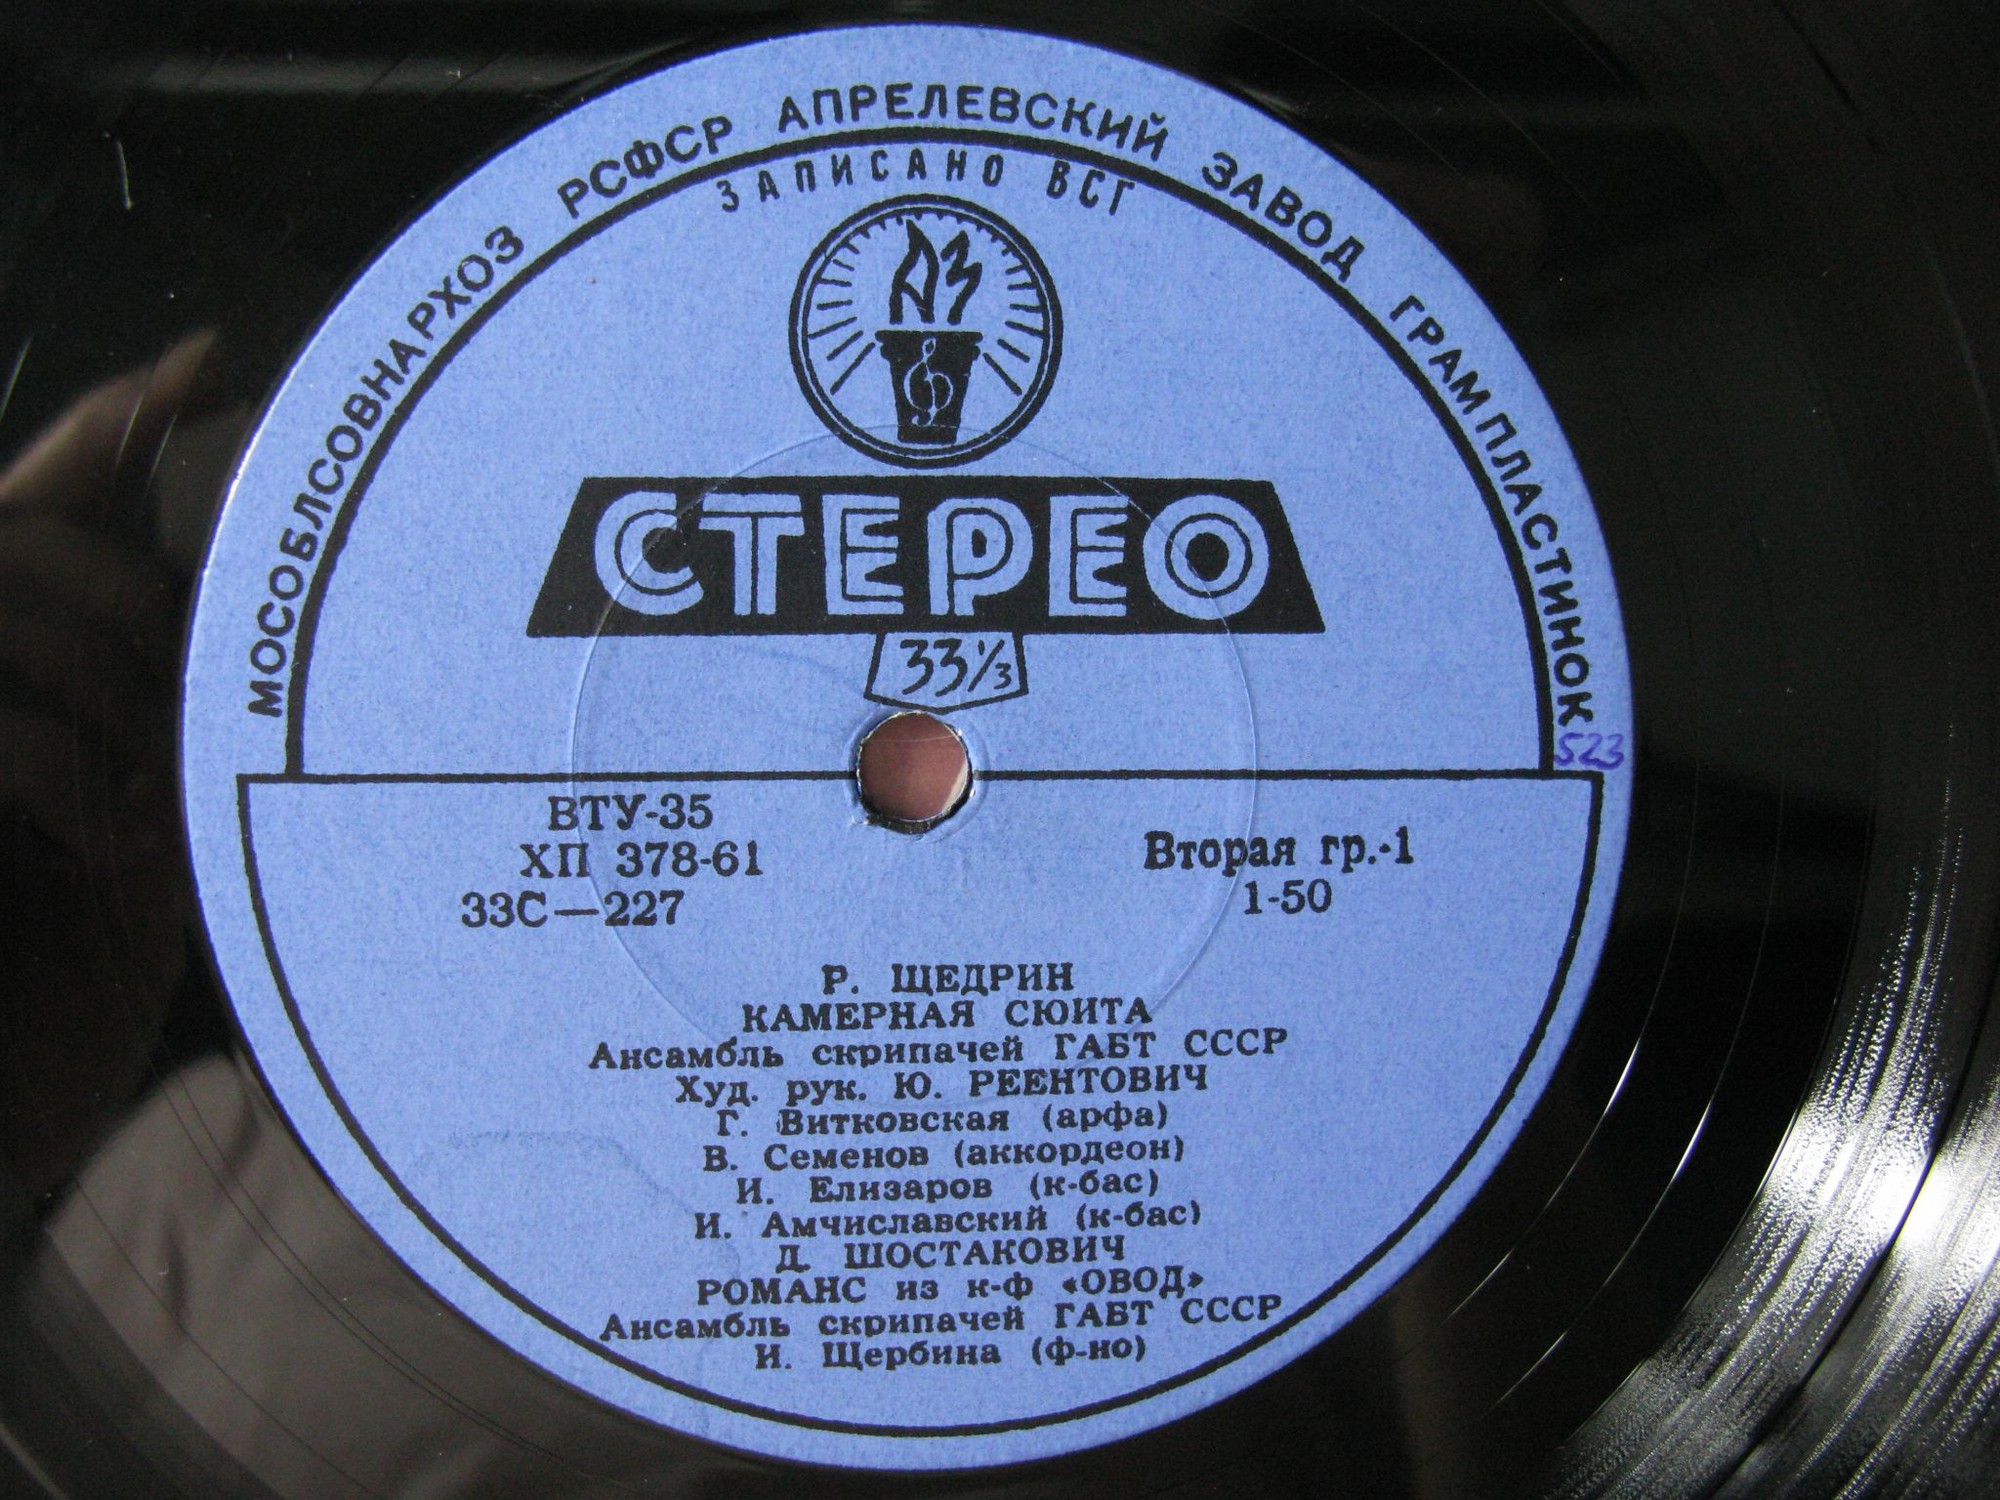 МОСОБЛСОВНАРХОЗ РСФСР АПРЕЛЕВСКИЙ ЗАВОД ГРАМПЛАСТИНОК
ЗАПИСАНО ВСГ
АЗ
СТЕРЕО
33 1/3
523
ВТУ-35
ХП 378-61
33С—227
Вторая гр.-1
1-50
Р. ЩЕДРИН
КАМЕРНАЯ СЮИТА
Ансамбль скрипачей ГАБТ СССР
Худ. рук. Ю. РЕЕНТОВИЧ
Г. Витковская (арфа)
В. Семенов (аккордеон)
И. Елизаров (к-бас)
И. Амчиславский (к-бас)
Д. ШОСТАКОВИЧ
РОМАНС из к-ф «ОВОД»
Ансамбль скрипачей ГАБТ СССР
И. Щербина (ф-но)